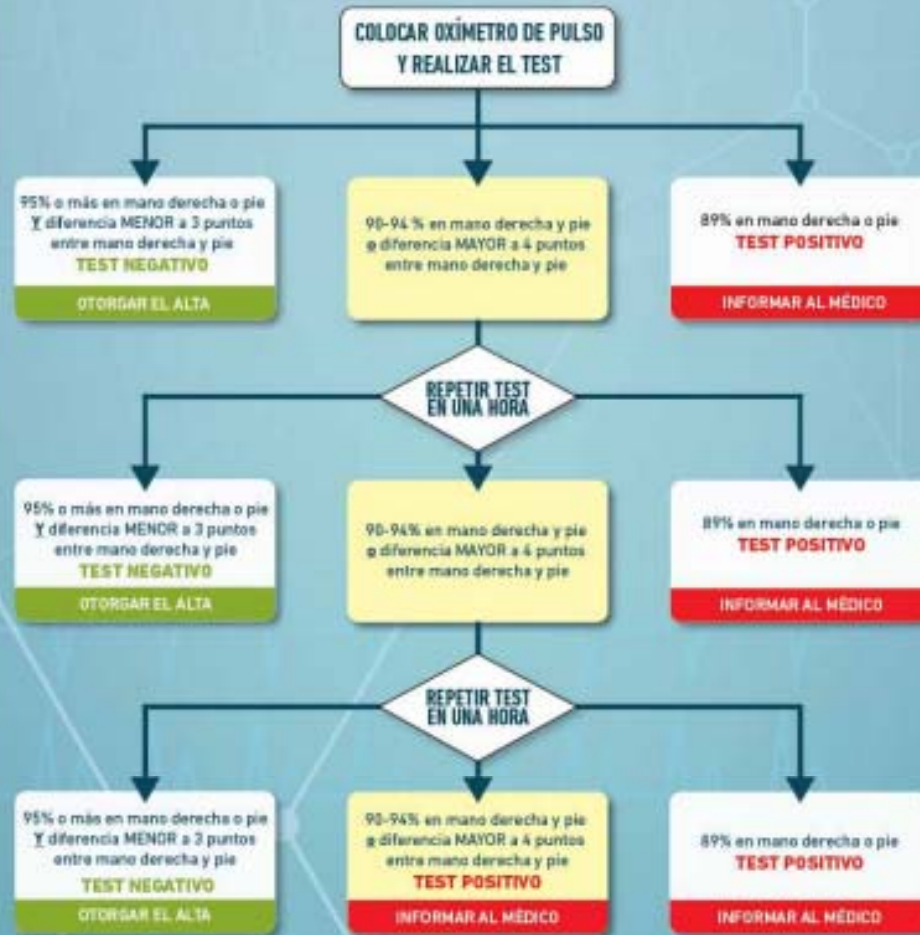 COLOCAR OXÍMETRO DE PULSO
Y REALIZAR EL TEST
95% o más en mano derecha o pie
Y diferencia MENOR a 3 puntos
entre mano derecha y pie
TEST NEGATIVO
OTORGAR EL ALTA
90-94 % en mano derecha y pie
o diferencia MAYOR a 4 puntos
entre mano derecha y pie
89% en mano derecha o pie
TEST POSITIVO
INFORMAR AL MÉDICO
REPETIR TEST
EN UNA HORA
95% o más en mano derecha o pie
Y diferencia MENOR a 3 puntos
entre mano derecha y pie
TEST NEGATIVO
OTORGAR EL ALTA
90-94% en mano derecha y pie
o diferencia MAYOR a 4 puntos
entre mano derecha y pie
89% en mano derecha o pie
TEST POSITIVO
INFORMAR AL MÉDICO
REPETIR TEST
EN UNA HORA
95% o más en mano derecha o pie
Y diferencia MENOR a 3 puntos
entre mano derecha y pie
TEST NEGATIVO
OTORGAR EL ALTA
90-94% en mano derecha y pie
o diferencia MAYOR a 4 puntos
entre mano derecha y pie
TEST POSITIVO
INFORMAR AL MÉDICO
89% en mano derecha o pie
TEST POSITIVO
INFORMAR AL MÉDICO